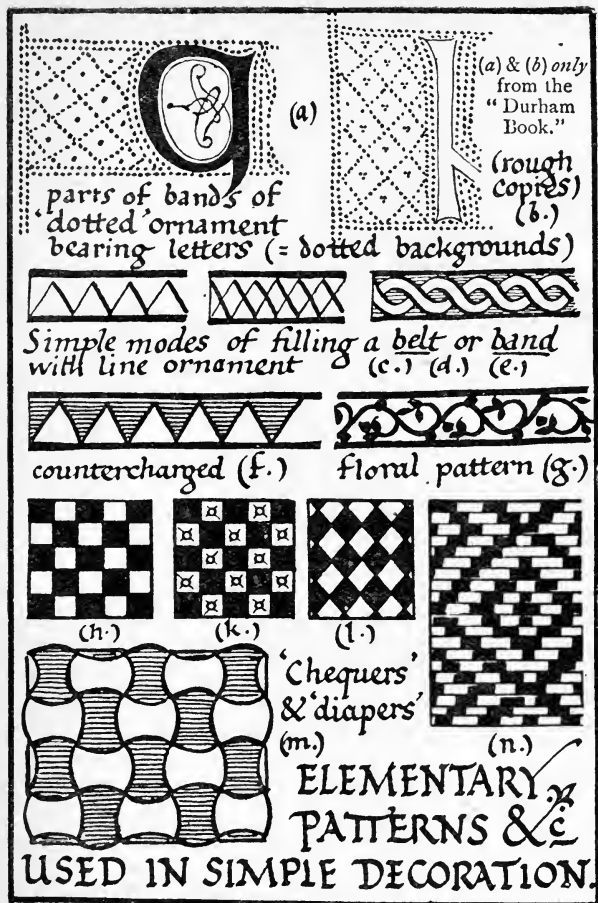 (a)
(a) & (b) only
from the
"Durham
Book."
(rough
copies)
(b.)
parts of bands of
'dotted' ornament
bearing letters (= dotted backgrounds)
Simple modes of filling a belt or band
with line ornament (c.) (d.) (e.)
countercharged (f.)
floral pattern (g.)
(h.)
(k.)
(l.)
'Chequers'
& 'diapers'
(m.)
(n.)
ELEMENTARY
PATTERNS & c
USED IN SIMPLE DECORATION.